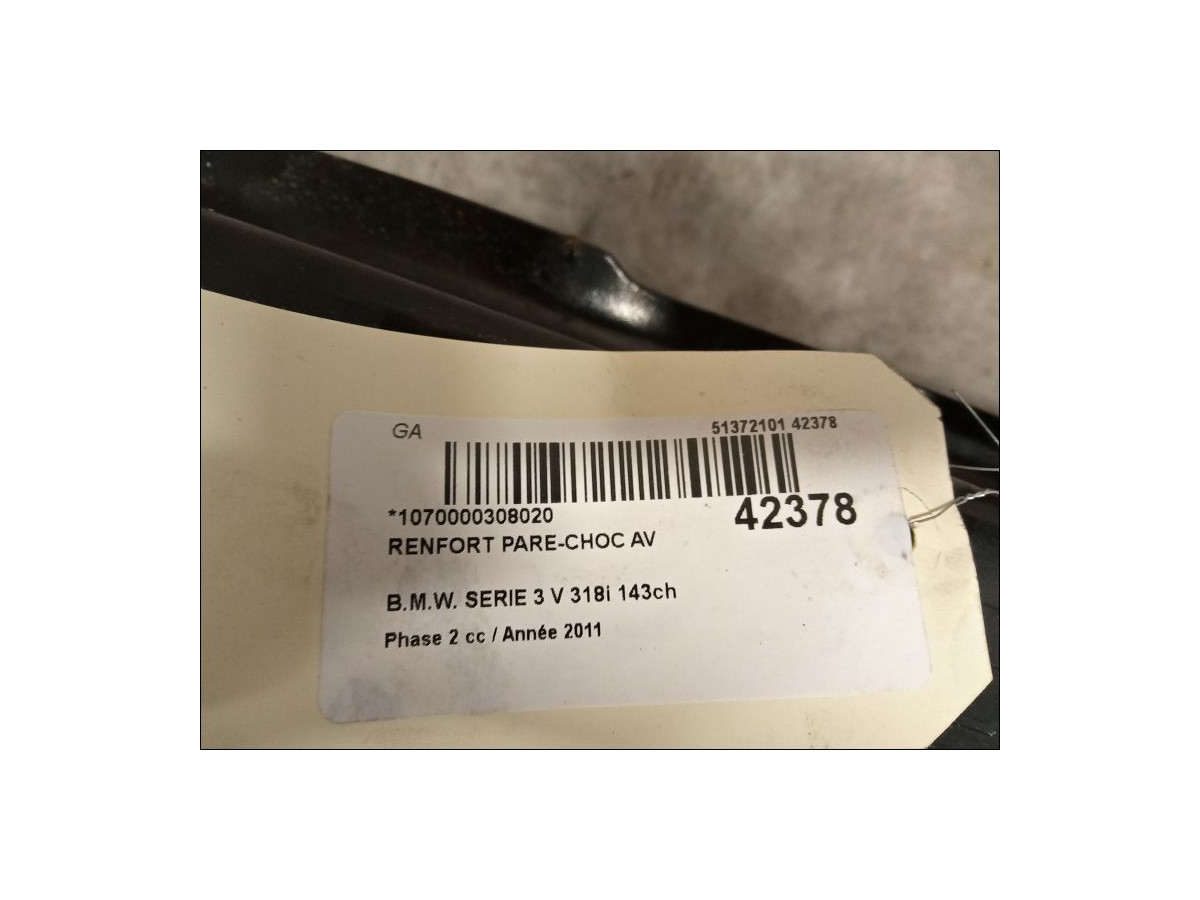 GA
51372101 42378
*1070000308020
42378
RENFORT PARE-CHOC AV
B.M.W. SERIE 3 V 318i 143ch
Phase 2 cc / Année 2011